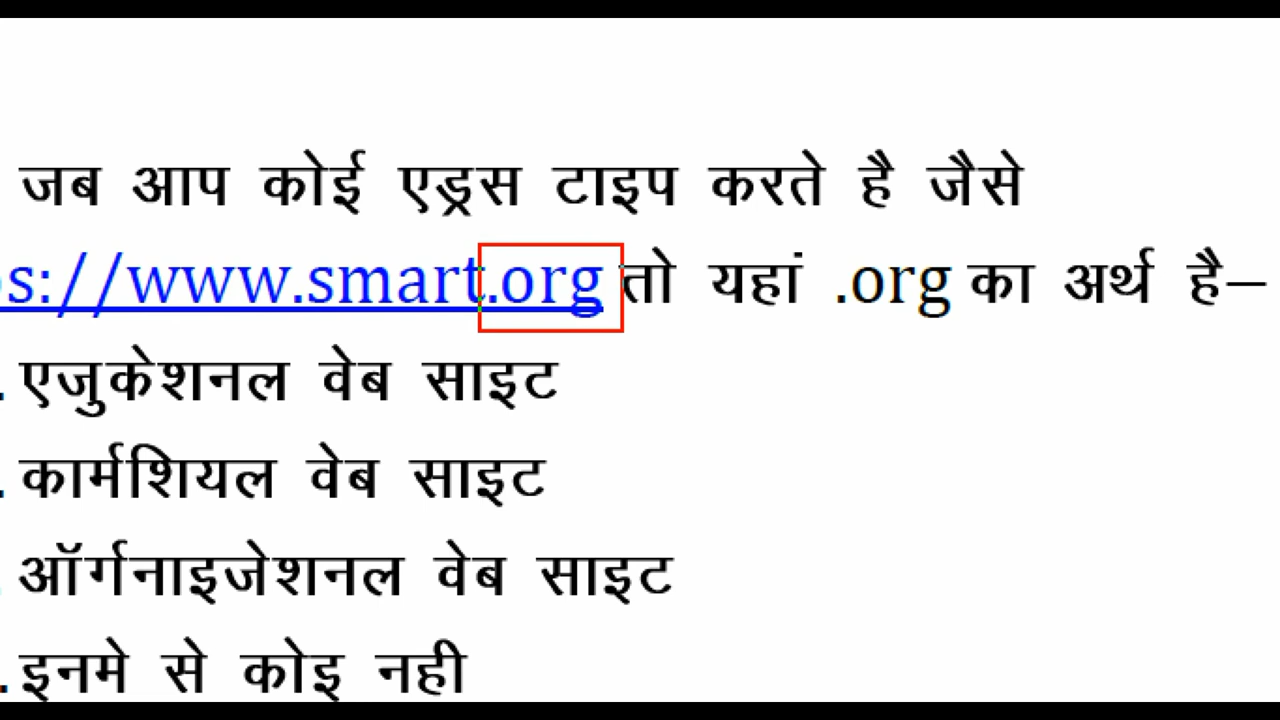 जब आप कोई एड्रस टाइप करते है जैसे
s://www.smart.org तो यहां .org का अर्थ है–
. एजुकेशनल वेब साइट
. कार्मशियल वेब साइट
ऑर्गनाइजेशनल वेब साइट
. इनमे से कोइ नही